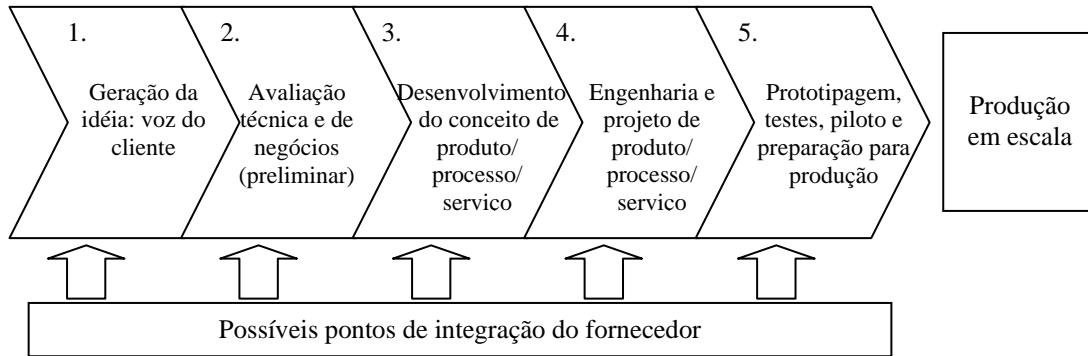 1.
Geração da
idéia: voz do
cliente
2.
Avaliação
técnica e de
negócios
(preliminar)
3.
Desenvolvimento
do conceito de
produto/
processo/
servico
4.
Engenharia e
projeto de
produto/
processo/
servico
5.
Prototipagem,
testes, piloto e
preparação para
produção
Produção
em escala
Possíveis pontos de integração do fornecedor